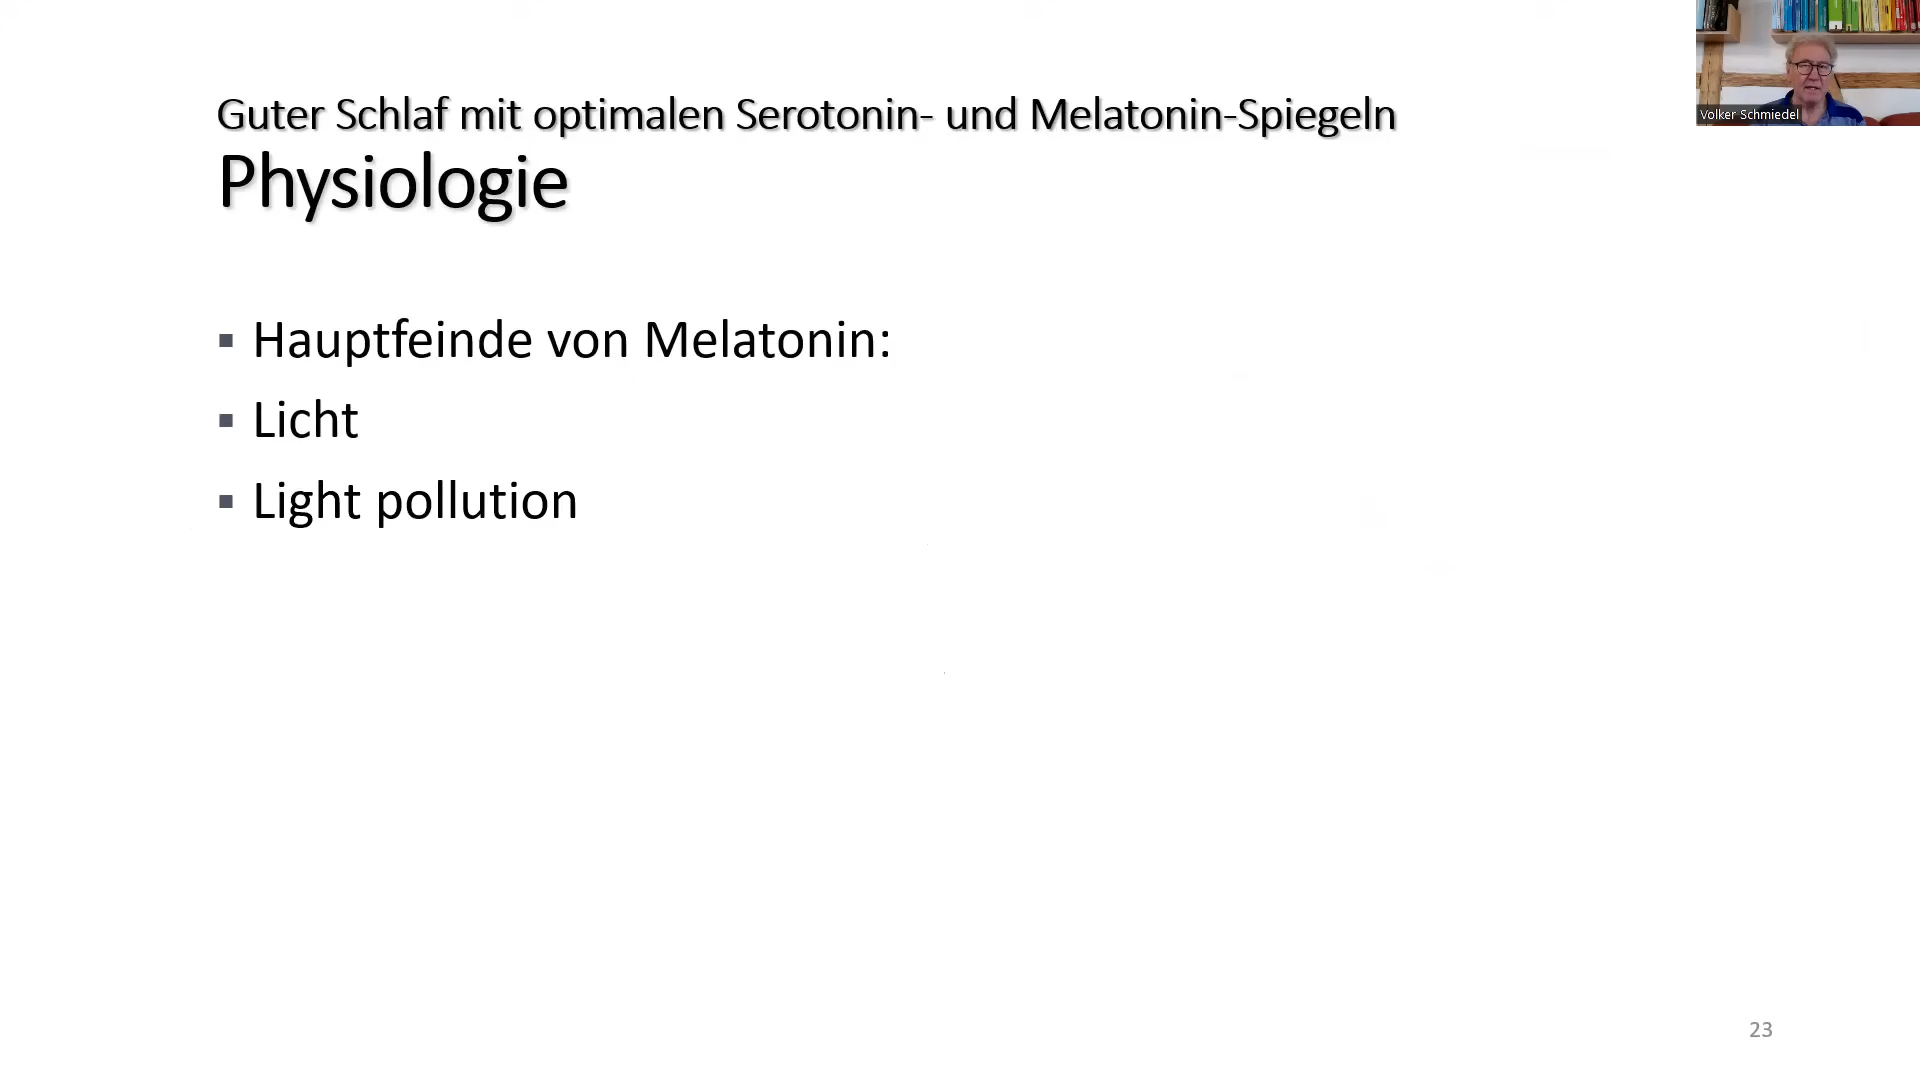 Guter Schlaf mit optimalen Serotonin- und Melatonin-Spiegeln
Physiologie
▪ Hauptfeinde von Melatonin:
▪ Licht
▪ Light pollution
Volker Schmiedel
23